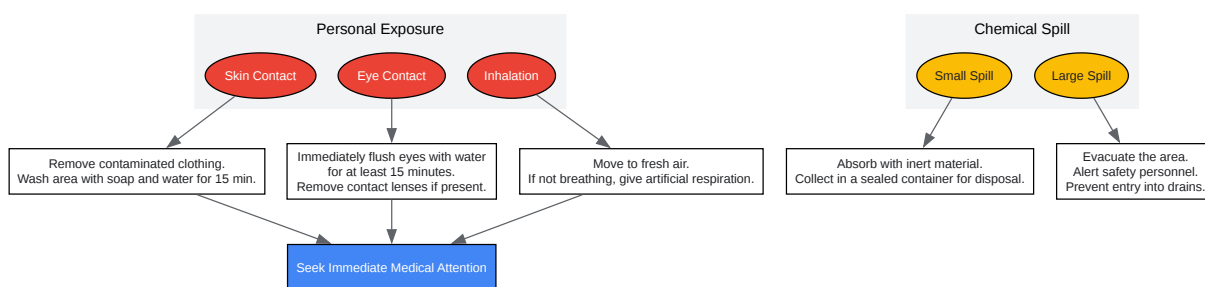 Personal Exposure
Chemical Spill
Skin Contact
Eye Contact
Inhalation
Small Spill
Large Spill
Remove contaminated clothing.
Wash area with soap and water for 15 min.
Immediately flush eyes with water
for at least 15 minutes.
Remove contact lenses if present.
Move to fresh air.
If not breathing, give artificial respiration.
Absorb with inert material.
Collect in a sealed container for disposal.
Evacuate the area.
Alert safety personnel.
Prevent entry into drains.
Seek Immediate Medical Attention